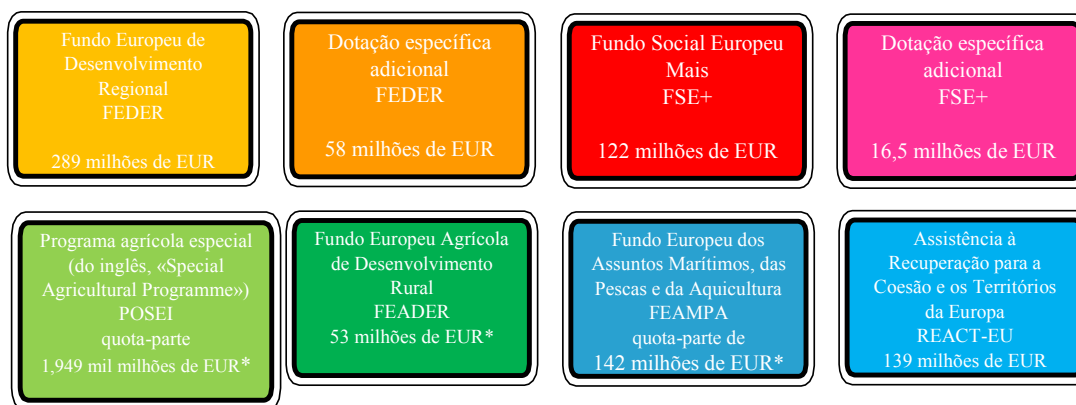 Fundo Europeu de
Desenvolvimento
Regional
FEDER
289 milhões de EUR
Dotação específica
adicional
FEDER
58 milhões de EUR
Fundo Social Europeu
Mais
FSE+
122 milhões de EUR
Dotação específica
adicional
FSE+
16,5 milhões de EUR
Programa agrícola especial
(do inglês, «Special
Agricultural Programme»)
POSEI
quota-parte
1,949 mil milhões de EUR*
Fundo Europeu Agrícola
de Desenvolvimento
Rural
FEADER
53 milhões de EUR*
Fundo Europeu dos
Assuntos Marítimos, das
Pescas e da Aquicultura
FEAMPA
quota-parte de
142 milhões de EUR*
Assistência à
Recuperação para a
Coesão e os Territórios
da Europa
REACT-EU
139 milhões de EUR